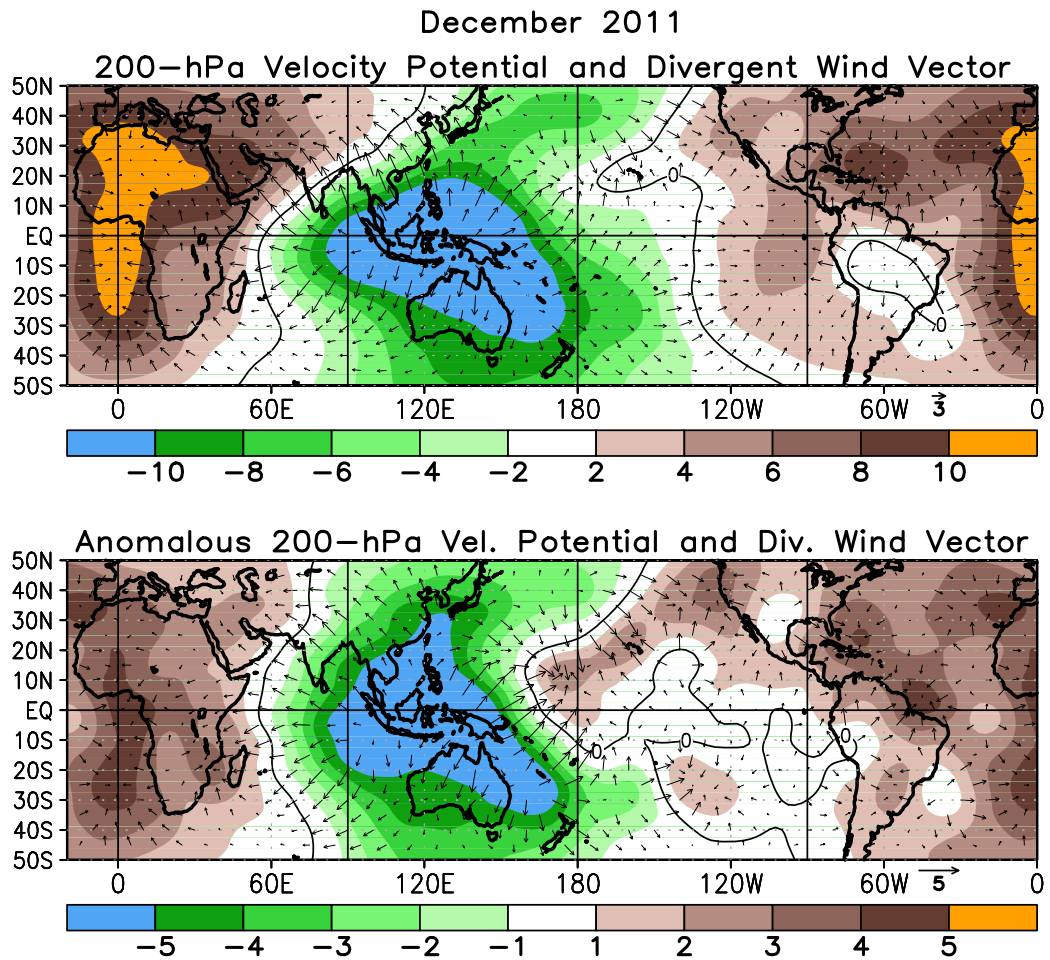 December 2011
200-hPa Velocity Potential and Divergent Wind Vector
50N
40N
30N
20N
10N
EQ
10S
20S
30S
40S
50S
0
0
0 60E 120E 180 120W 60W 0
3
-10 -8 -6 -4 -2 2 4 6 8 10
Anomalous 200-hPa Vel. Potential and Div. Wind Vector
50N
40N
30N
20N
10N
EQ
10S
20S
30S
40S
50S
0
0
0
0 60E 120E 180 120W 60W 0
5
-5 -4 -3 -2 -1 1 2 3 4 5